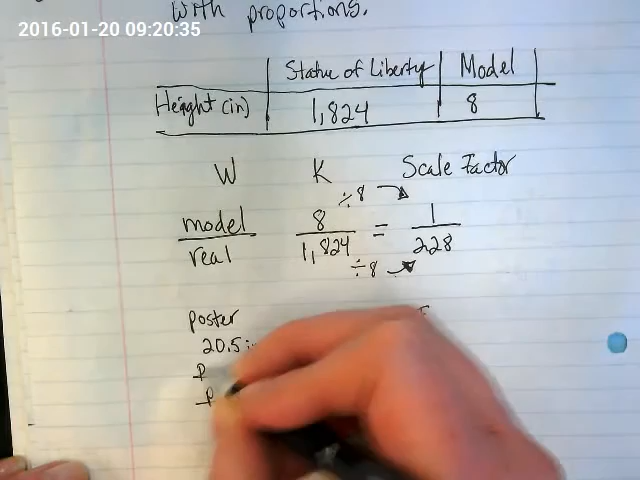 with proportions.
2016-01-20 09:20:35
Statue of Liberty Model
Height (in) 1,824 8
W K Scale Factor
÷8
model 8 = 1
real 1,824 228
÷8
poster
20.5 in
P
P